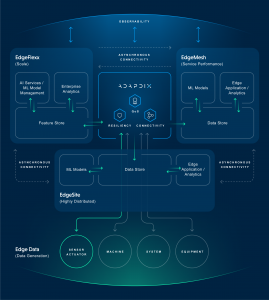 OBSERVABILITY
EdgeFlexx
(Scale)
AI Services /
ML Model
Management
Enterprise
Analytics
Feature Store
ASYNCHRONOUS
CONNECTIVITY
ADAPDIX
RESILIENCY
CONNECTIVITY
EdgeMesh
(Service Performance)
ML Models
Edge
Application /
Analytics
Data Store
ASYNCHRONOUS
CONNECTIVITY
ML Models
Data Store
Edge
Application /
Analytics
ASYNCHRONOUS
CONNECTIVITY
EdgeSite
(Highly Distributed)
Edge Data
(Data Generation)
SENSOR
ACTUATOR
MACHINE
SYSTEM
EQUIPMENT